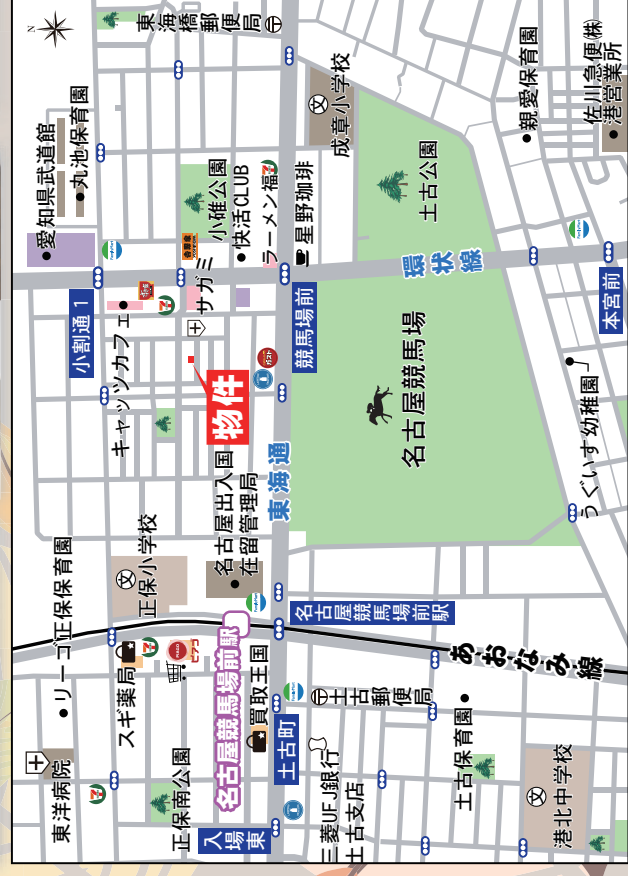 N
東海橋郵便局
成章小学校
親愛保育園
佐川急便㈱
港営業所
愛知県武道館
丸池保育園
小碓公園
快活CLUB
ラーメン福
星野珈琲
土古公園
小割通1
キャッツカフェ
サガミ
競馬場前
環状線
本宮前
物件
名古屋競馬場
うぐいす幼稚園
東海通
名古屋出入国
在留管理局
正保小学校
リーゴ正保保育園
スギ薬局
ピアゴ
名古屋競馬場前駅
名古屋競馬場前駅
あおなみ線
買取王国
土古町
土古郵便局
土古保育園
東洋病院
正保南公園
入場東
三菱UFJ銀行
土古支店
港北中学校